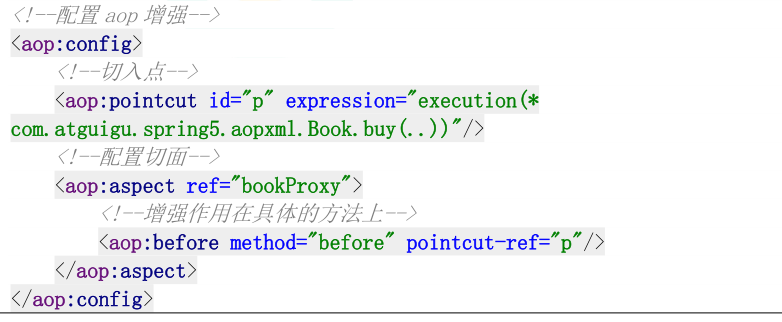 <!--配置 aop 增强-->
<aop:config>
    <!--切入点-->
    <aop:pointcut id="p" expression="execution(*
com.atguigu.spring5.aopxml.Book.buy(..))"/>
    <!--配置切面-->
    <aop:aspect ref="bookProxy">
        <!--增强作用在具体的方法上-->
        <aop:before method="before" pointcut-ref="p"/>
    </aop:aspect>
</aop:config>